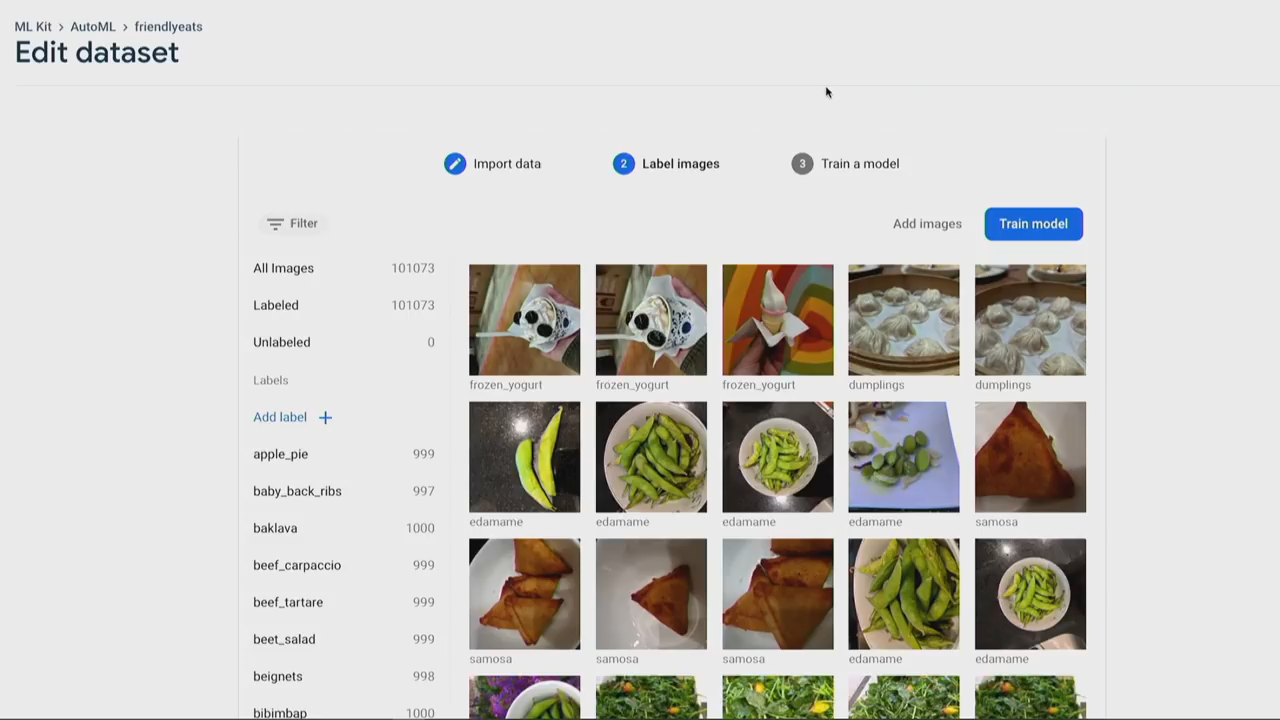 ML Kit > AutoML > friendlyeats
Edit dataset
Import data
2 Label images
3 Train a model
Filter
Add images
Train model
All Images 101073
Labeled 101073
Unlabeled 0
Labels
Add label +
apple_pie 999
baby_back_ribs 997
baklava 1000
beef_carpaccio 999
beef_tartare 999
beet_salad 999
beignets 998
bibimbap 1000
frozen_yogurt frozen_yogurt frozen_yogurt dumplings dumplings
edamame edamame edamame edamame samosa
samosa samosa samosa edamame edamame